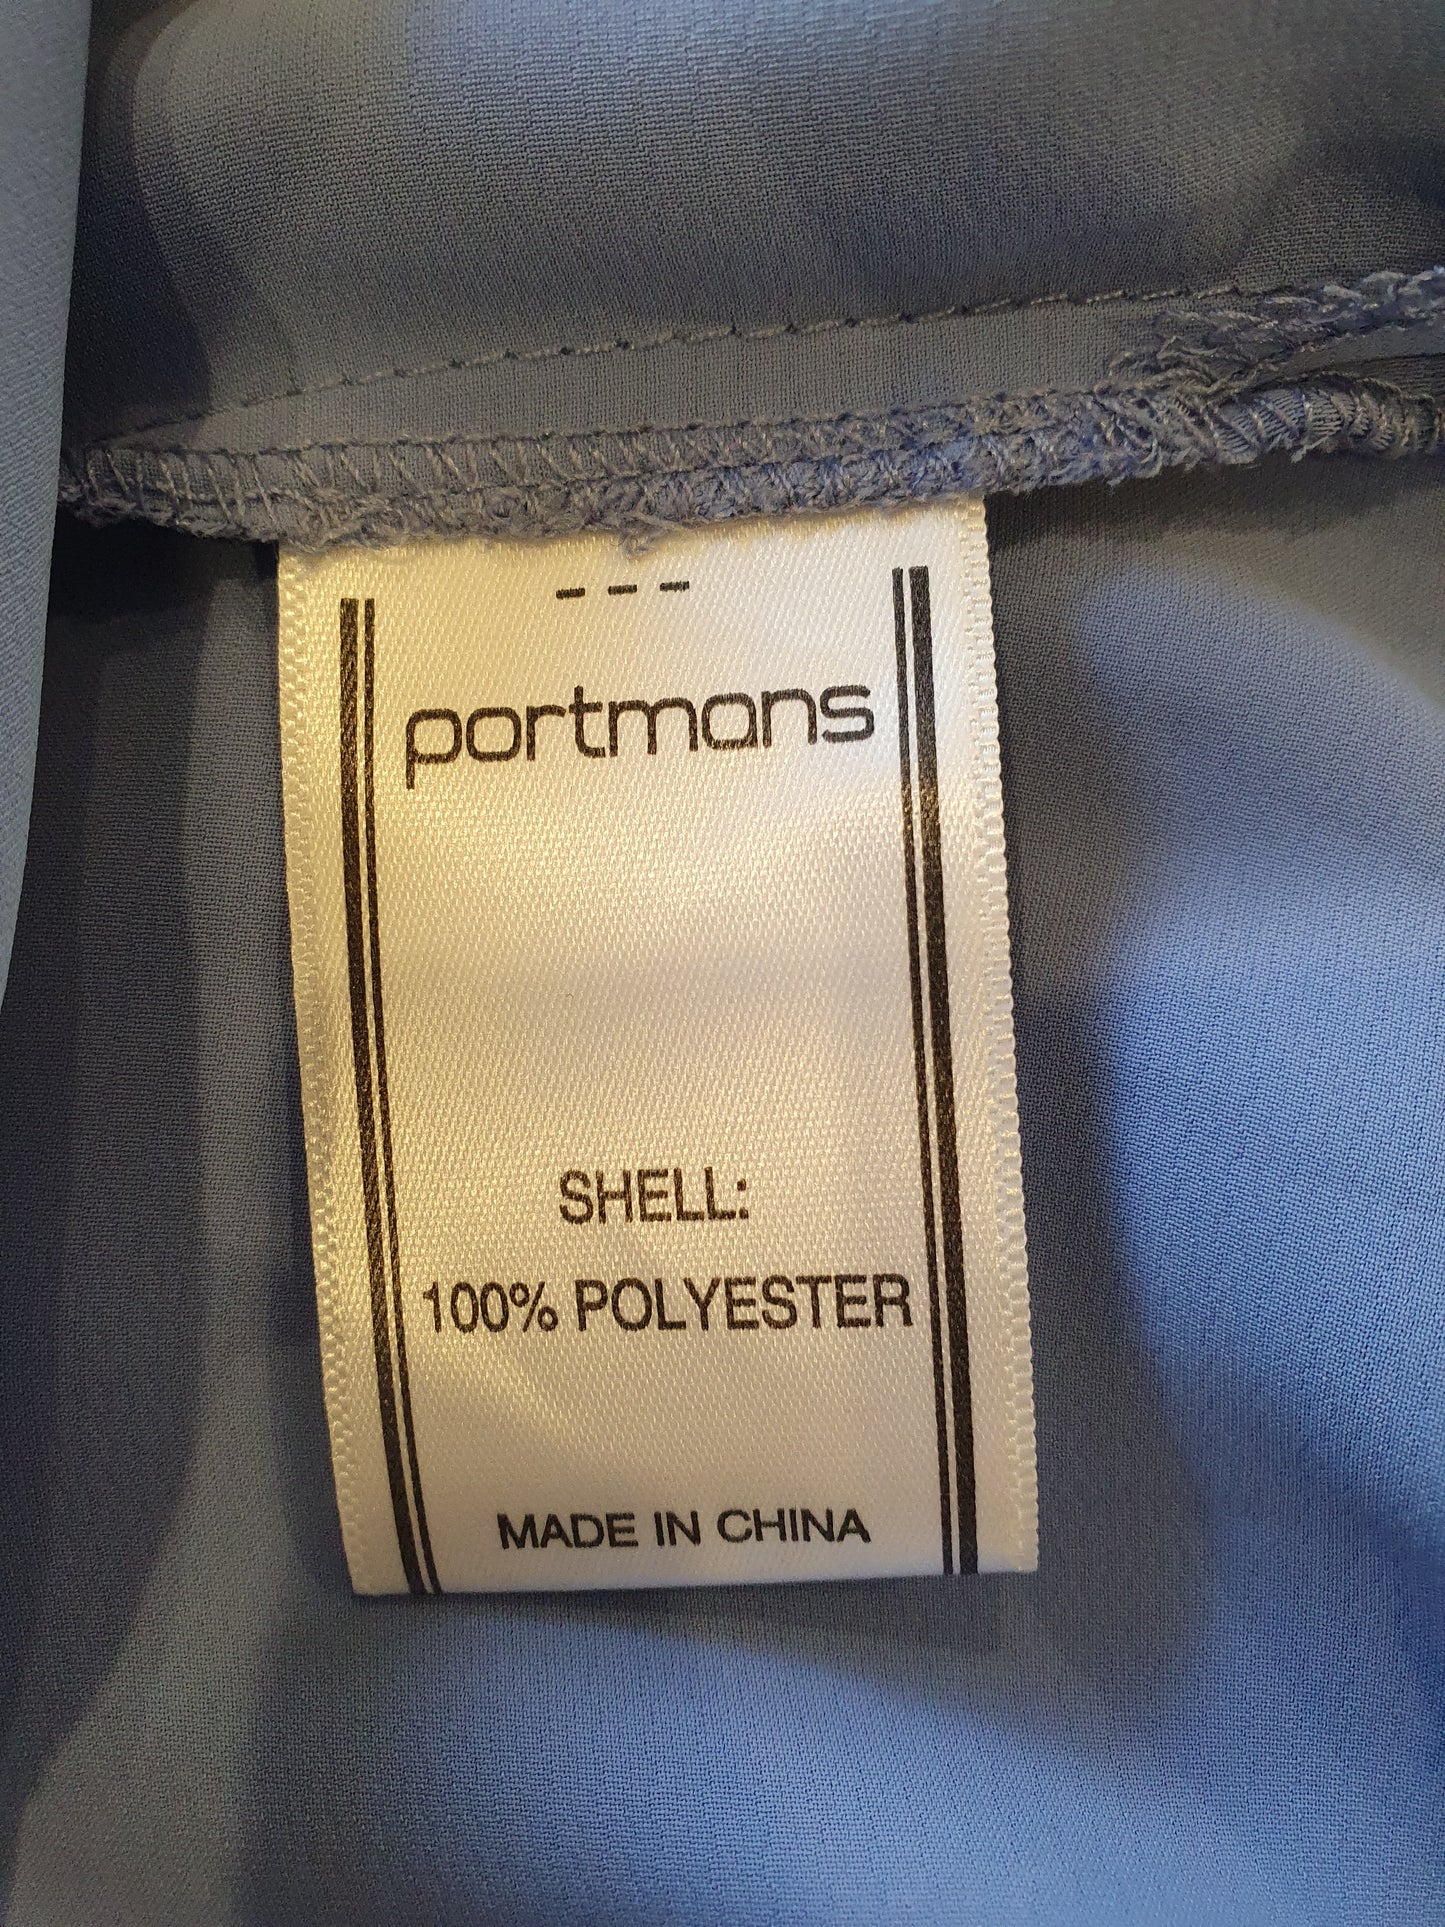 ---
portmans
SHELL:
100% POLYESTER
MADE IN CHINA